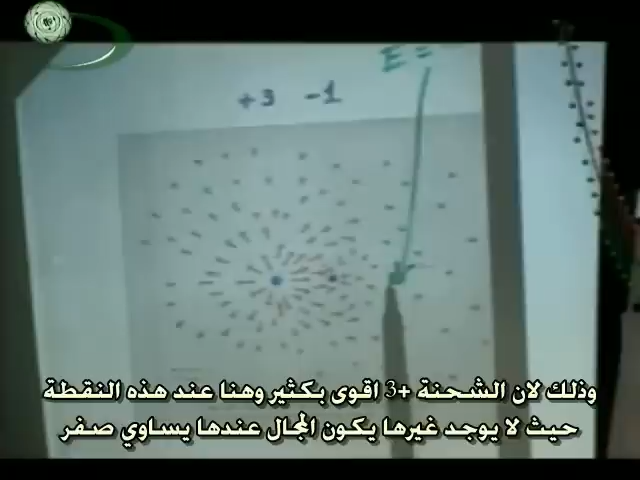 E =
+3 -1
وذلك لان الشحنة +3 اقوى بكثير وهنا عند هذه النقطة
حيث لا يوجد غيرها يكون المجال عندها يساوي صفر